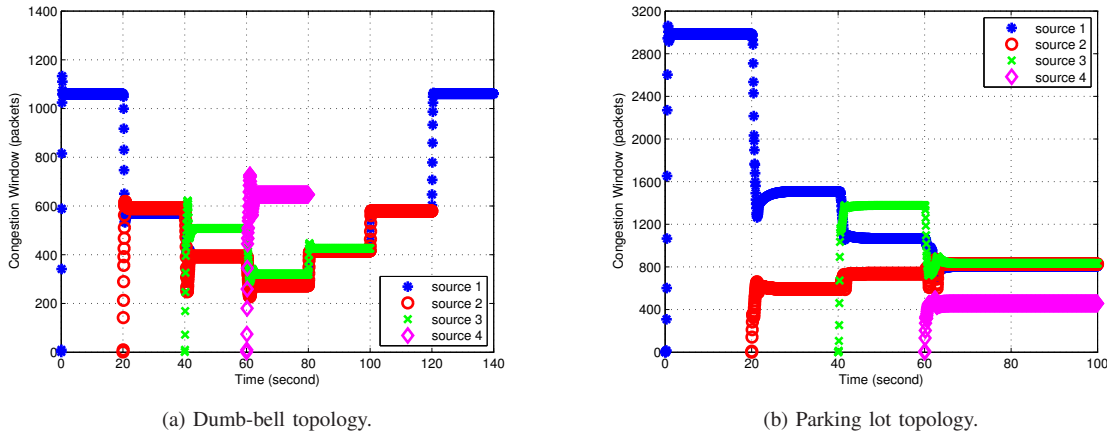 1400
1200
1000
800
600
400
200
0
0 20 40 60 80 100 120 140
Congestion Window (packets)
Time (second)
source 1
source 2
source 3
source 4
(a) Dumb-bell topology.
3200
2800
2400
2000
1600
1200
800
400
0
0 20 40 60 80 100
Congestion Window (packets)
Time (second)
source 1
source 2
source 3
source 4
(b) Parking lot topology.